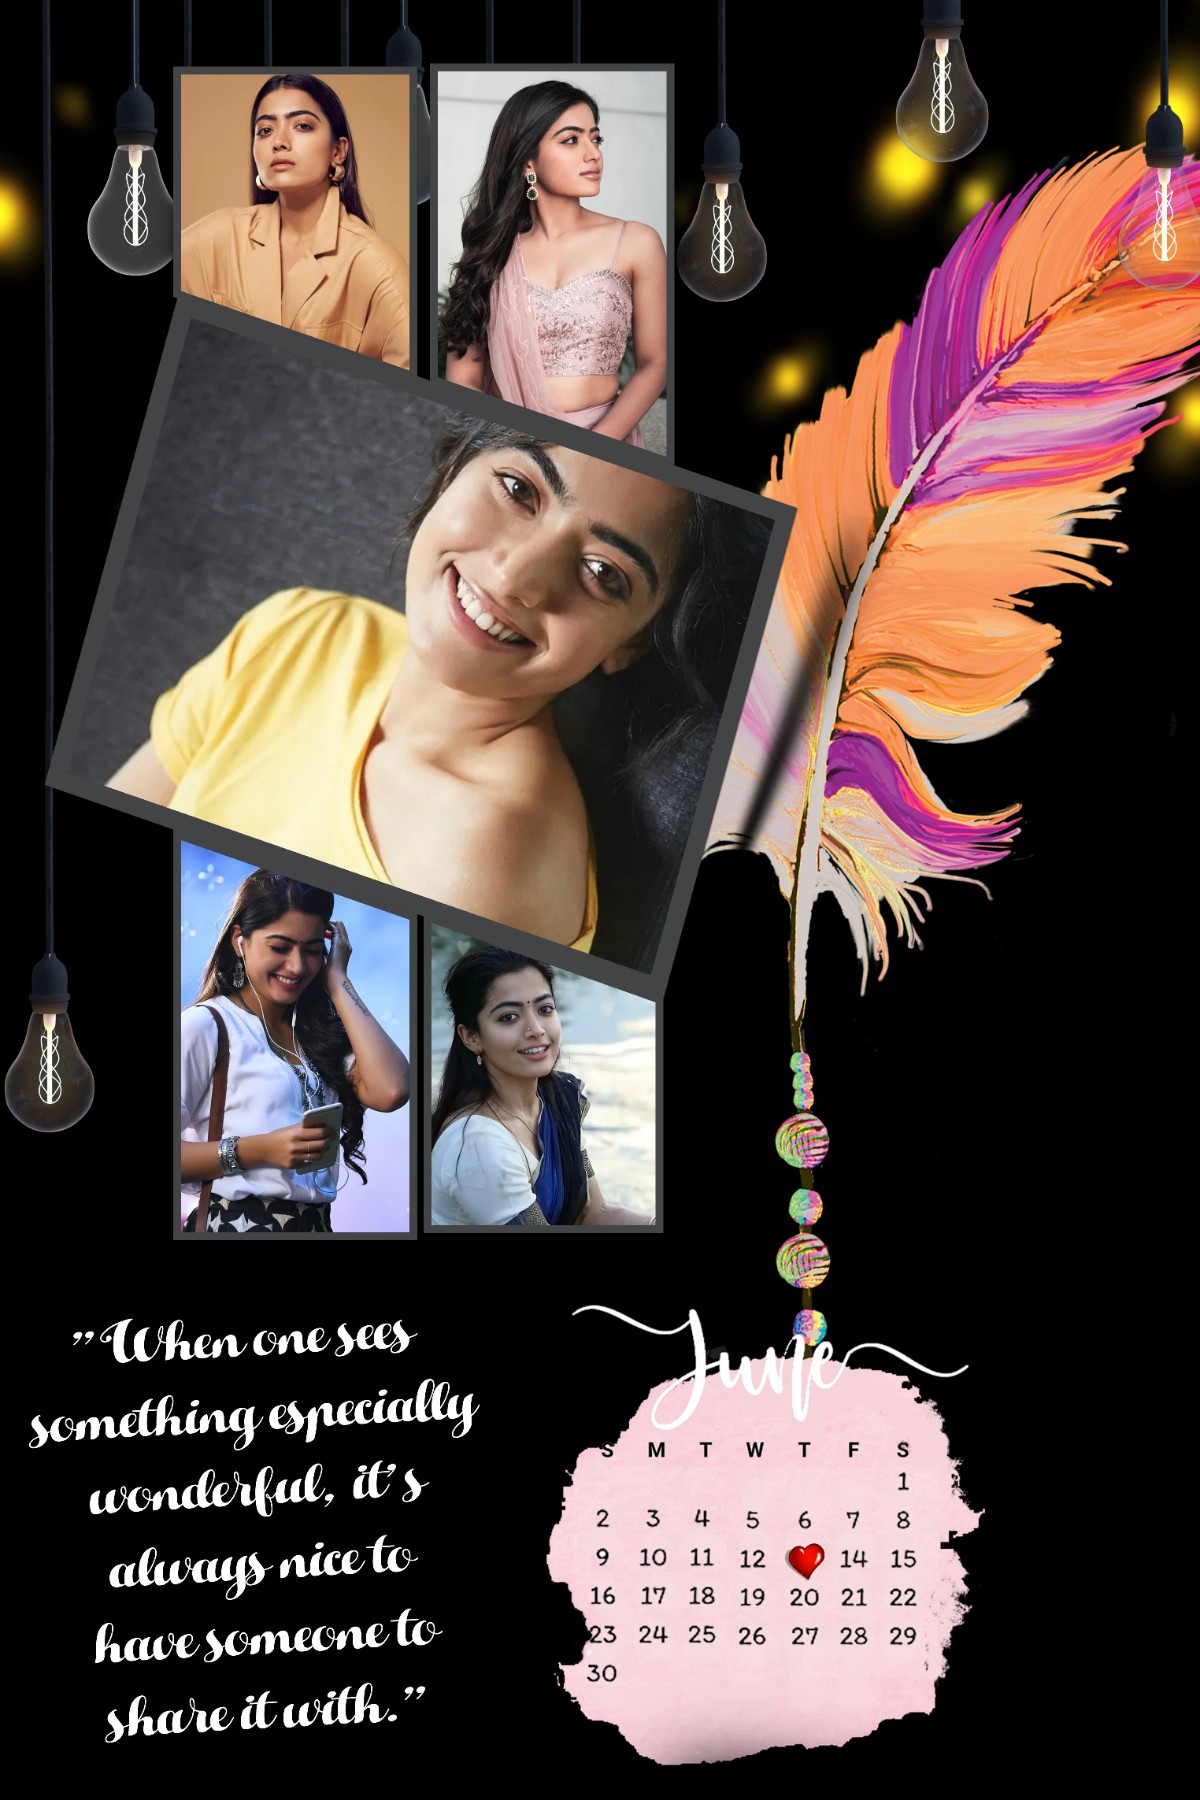 "When one sees
something especially
wonderful, it's
always nice to
have someone to
share it with."
June
S M T W T F S
1
2 3 4 5 6 7 8
9 10 11 12 14 15
16 17 18 19 20 21 22
23 24 25 26 27 28 29
30